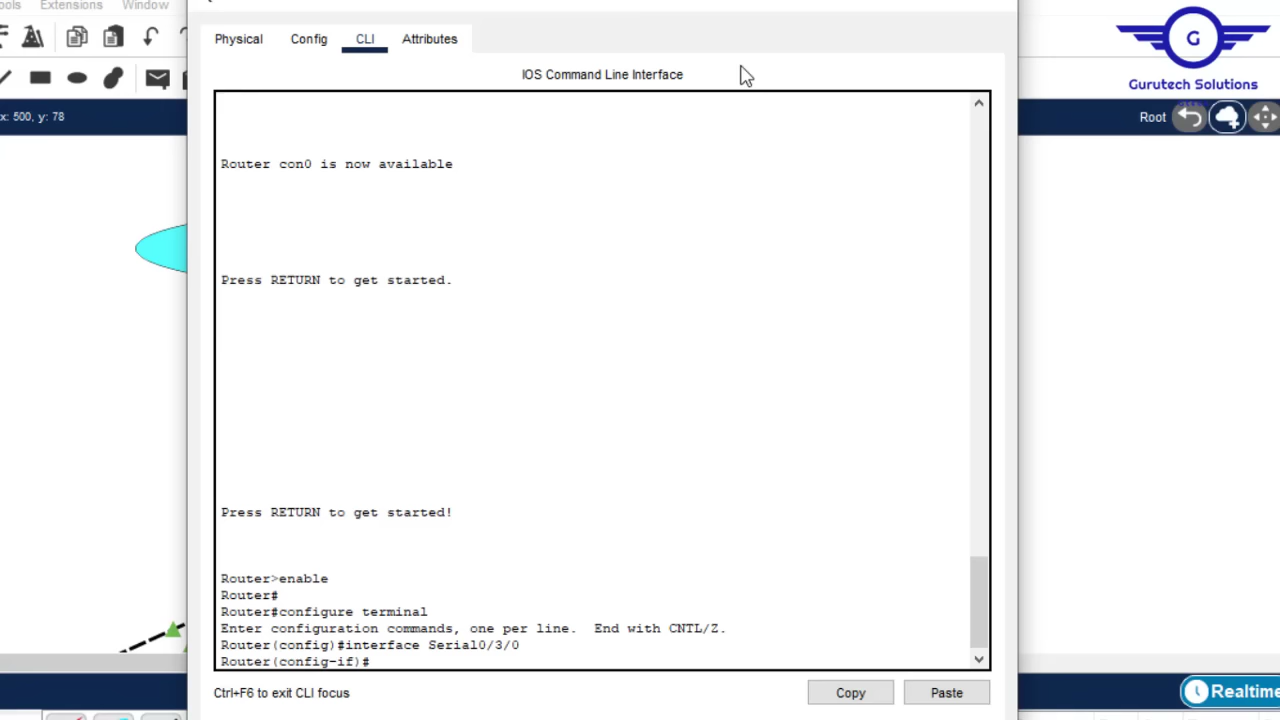 ools Extensions Window
Physical Config CLI Attributes
G
Gurutech Solutions
IOS Command Line Interface
x: 500, y: 78
Root
Router con0 is now available
Press RETURN to get started.
Press RETURN to get started!
Router>enable
Router#
Router#configure terminal
Enter configuration commands, one per line. End with CNTL/Z.
Router(config)#interface Serial0/3/0
Router(config-if)#
Ctrl+F6 to exit CLI focus
Copy Paste
Realtime